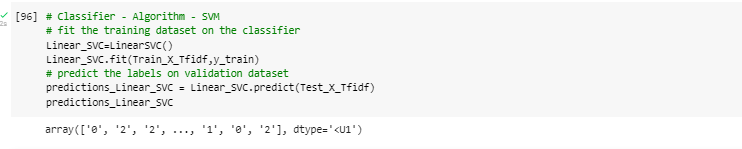 [96] # Classifier - Algorithm - SVM
# fit the training dataset on the classifier
Linear_SVC=LinearSVC()
Linear_SVC.fit(Train_X_Tfidf,y_train)
# predict the labels on validation dataset
predictions_Linear_SVC = Linear_SVC.predict(Test_X_Tfidf)
predictions_Linear_SVC
array(['0', '2', '2', ..., '1', '0', '2'], dtype='<U1')